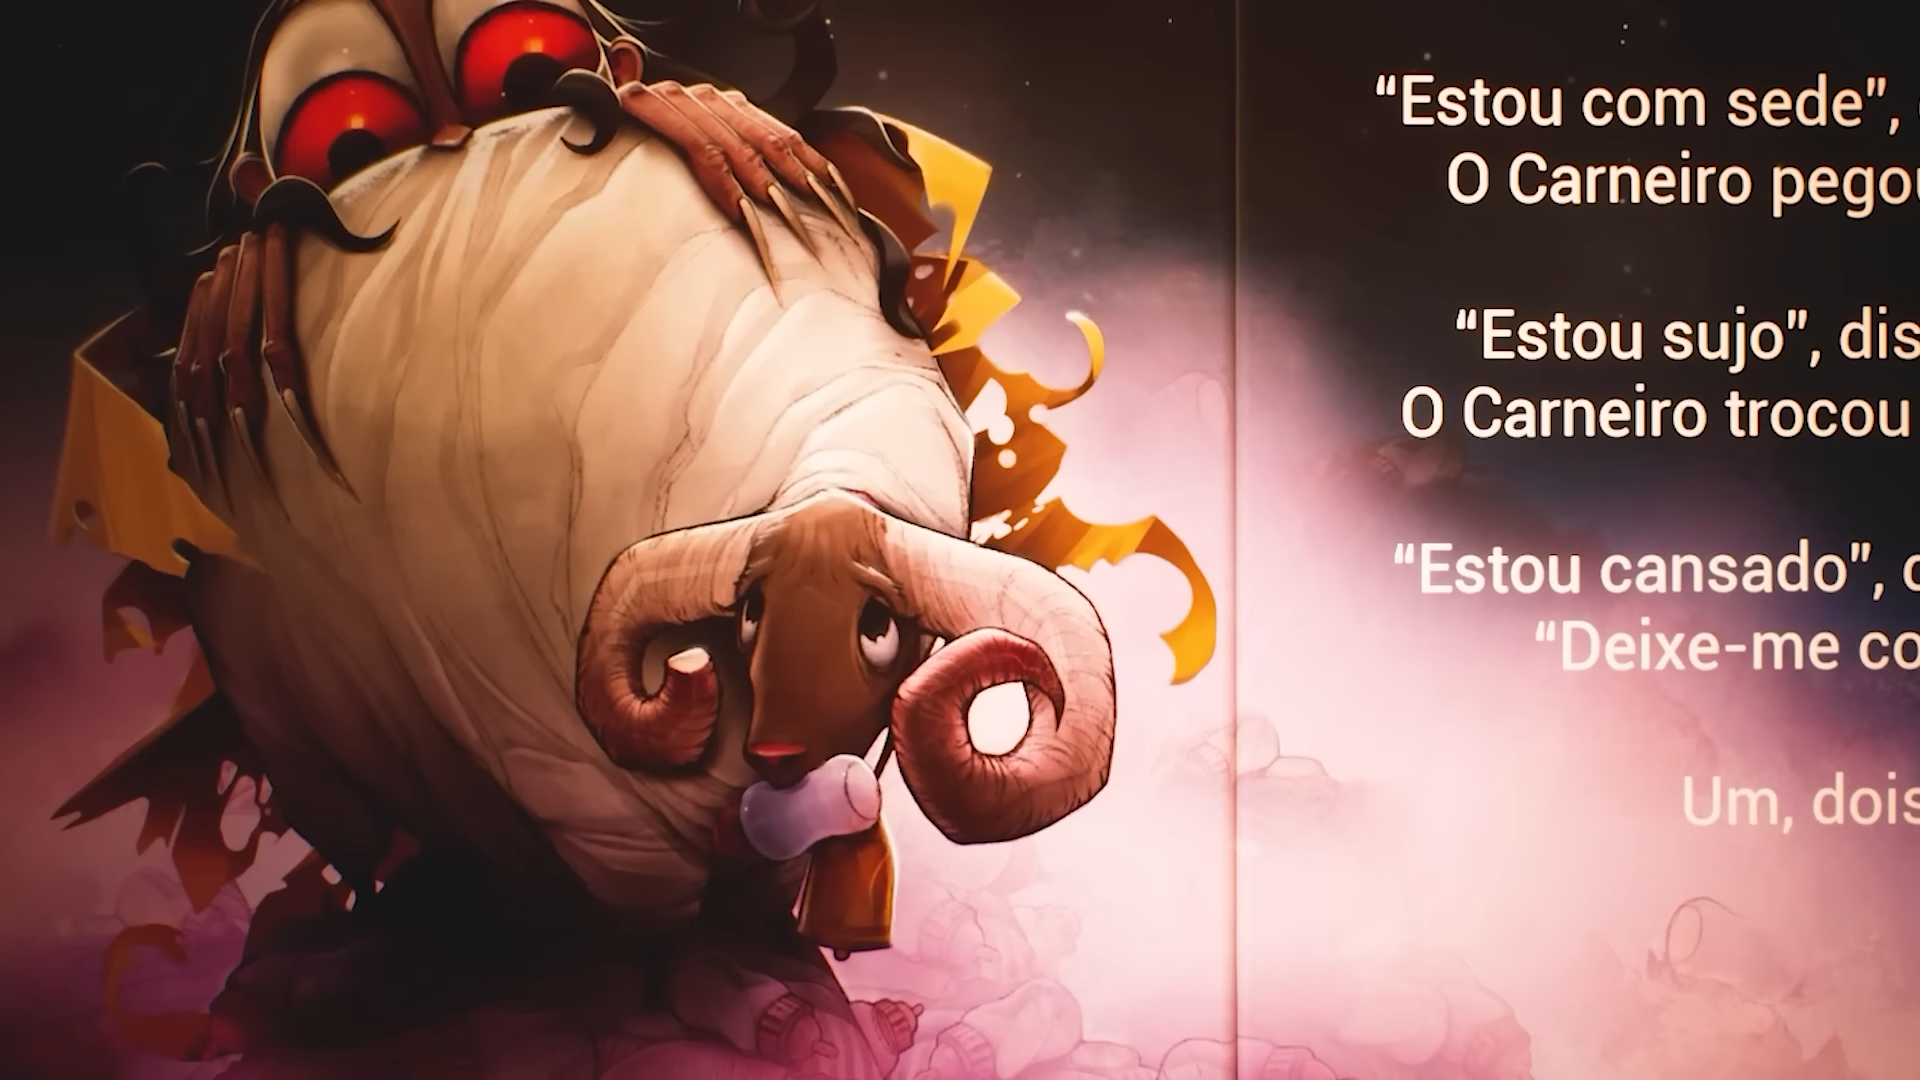 “Estou com sede”,
O Carneiro pegou
“Estou sujo”, dis
O Carneiro trocou
“Estou cansado”,
“Deixe-me co
Um, dois